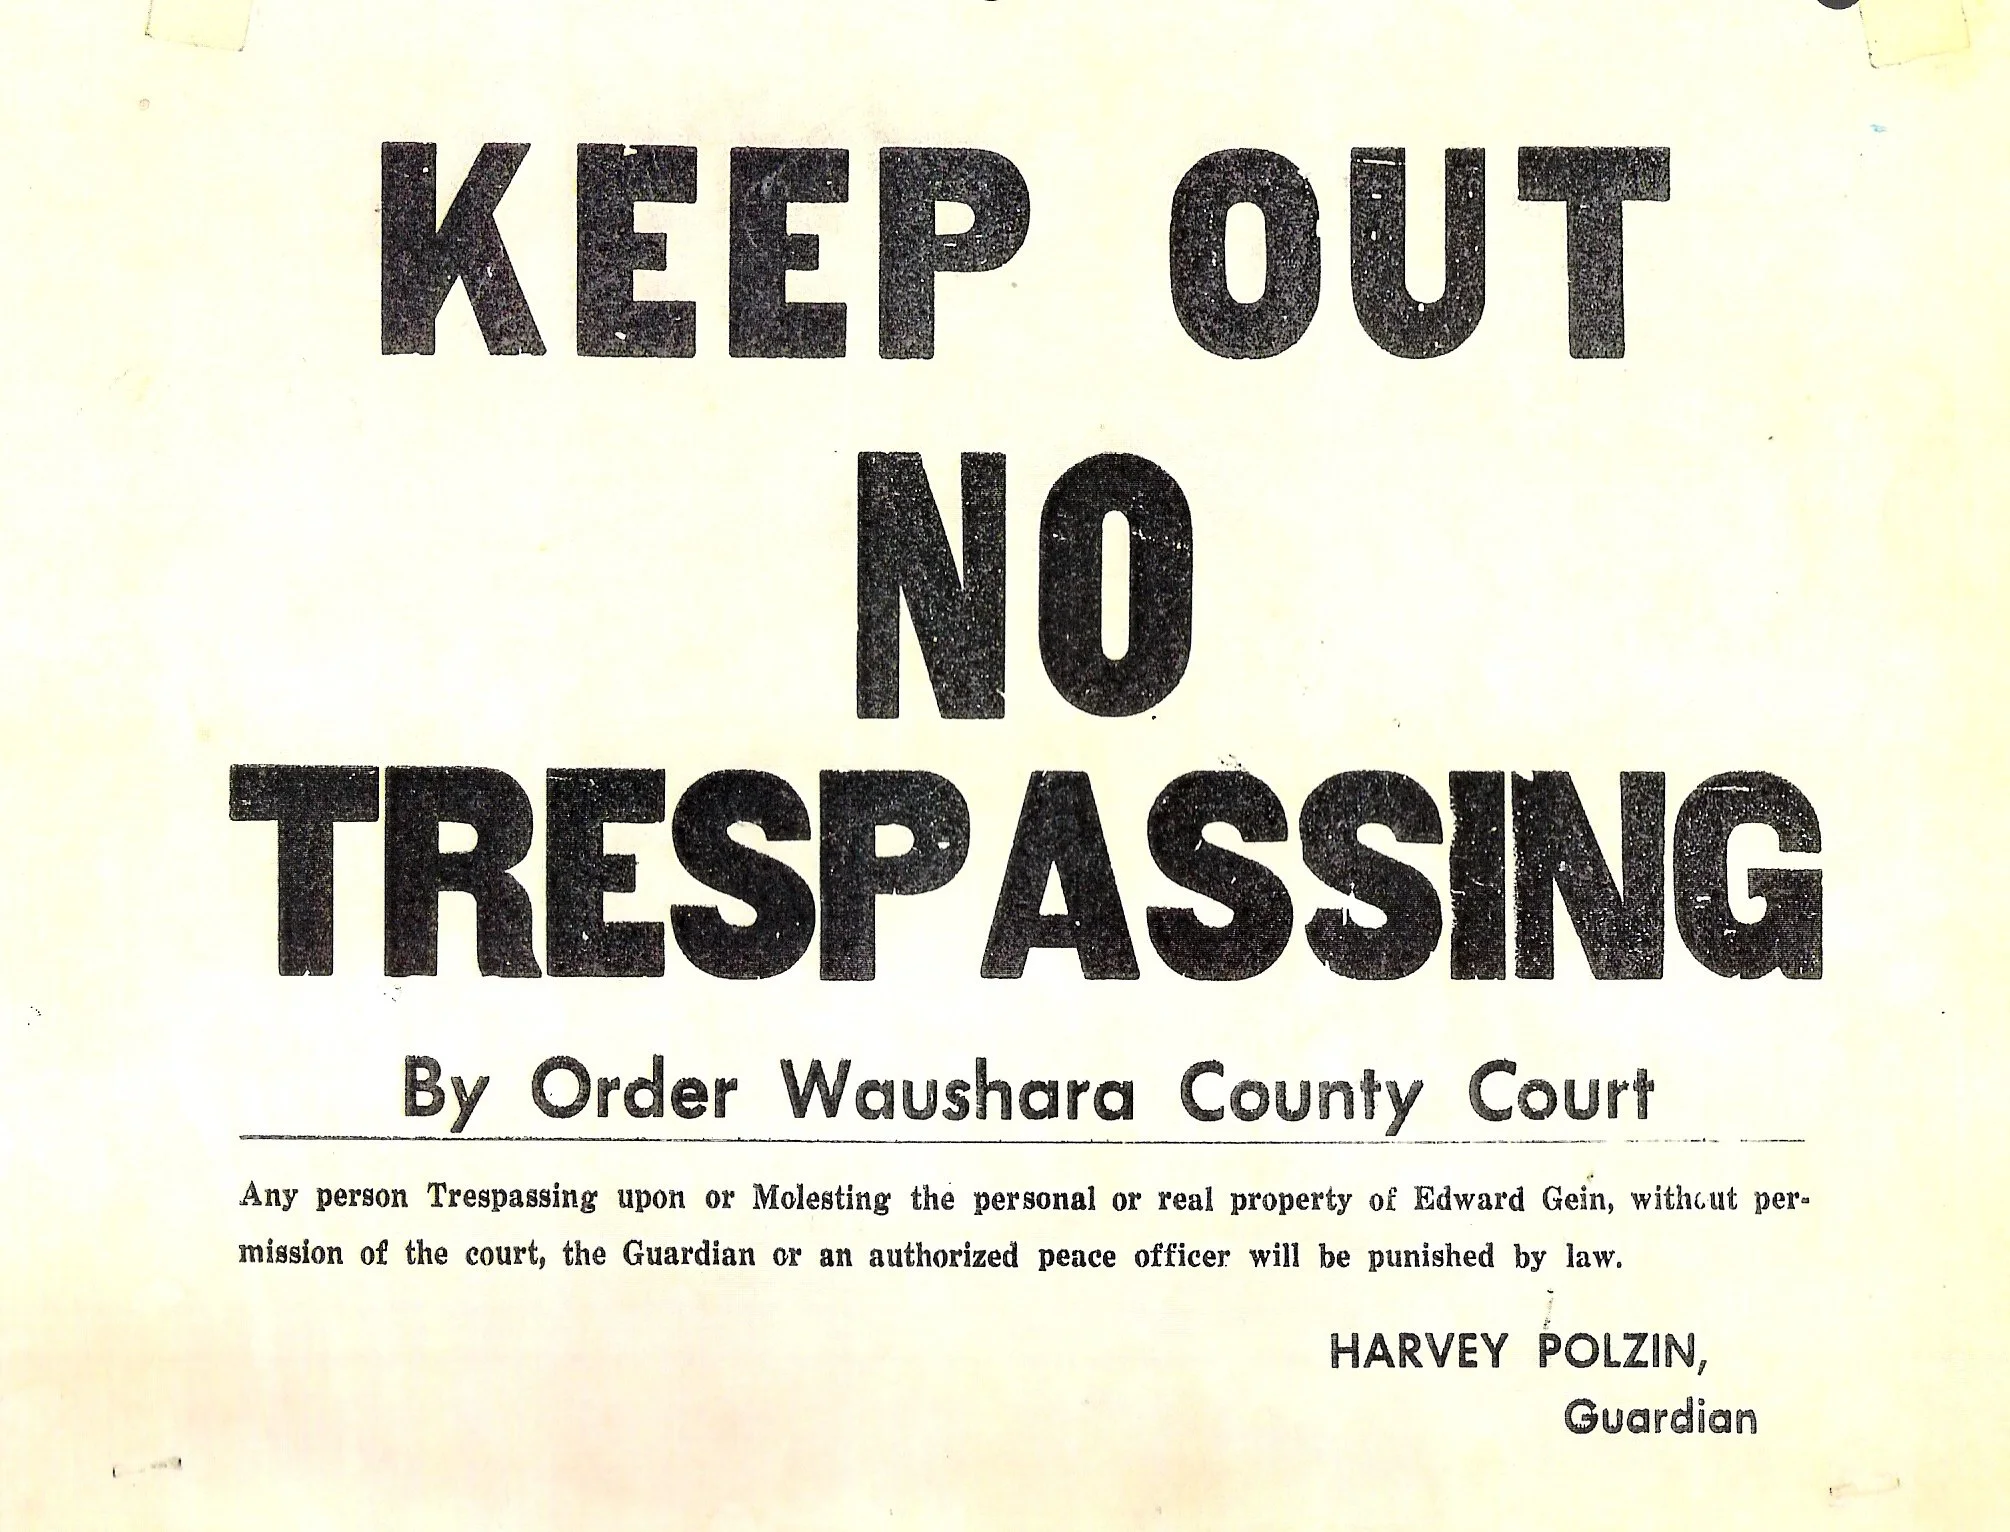 KEEP OUT
NO
TRESPASSING
By Order Waushara County Court
Any person Trespassing upon or Molesting the personal or real property of Edward Gein, without per-
mission of the court, the Guardian or an authorized peace officer will be punished by law.
HARVEY POLZIN,
Guardian